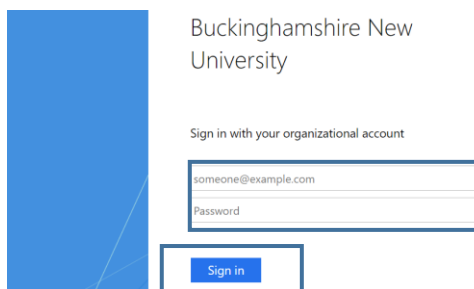 Buckinghamshire New
University
Sign in with your organizational account
someone@example.com
Password
Sign in